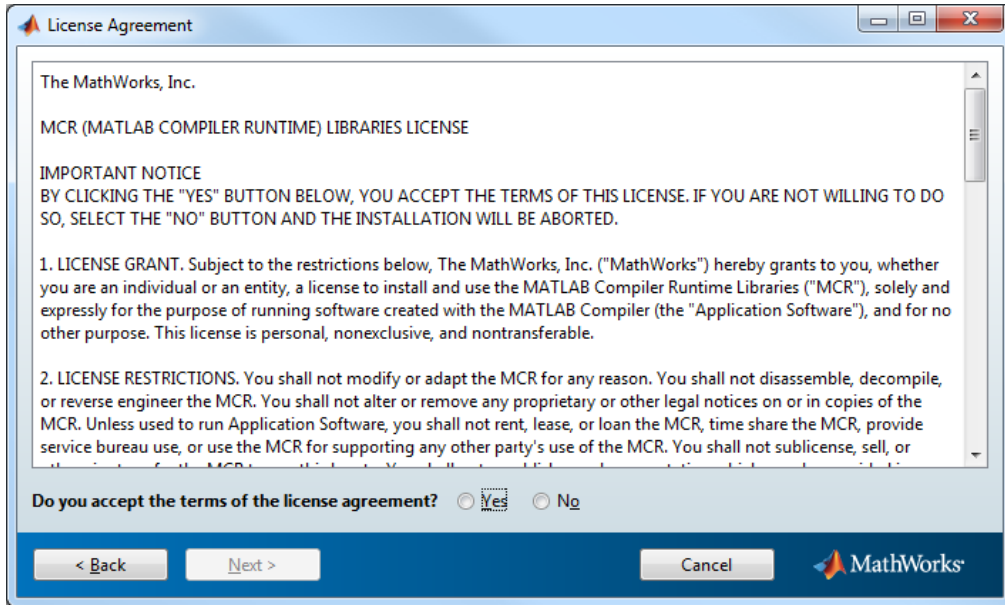 License Agreement
The MathWorks, Inc.
MCR (MATLAB COMPILER RUNTIME) LIBRARIES LICENSE
IMPORTANT NOTICE
BY CLICKING THE "YES" BUTTON BELOW, YOU ACCEPT THE TERMS OF THIS LICENSE. IF YOU ARE NOT WILLING TO DO
SO, SELECT THE "NO" BUTTON AND THE INSTALLATION WILL BE ABORTED.
1. LICENSE GRANT. Subject to the restrictions below, The MathWorks, Inc. ("MathWorks") hereby grants to you, whether
you are an individual or an entity, a license to install and use the MATLAB Compiler Runtime Libraries ("MCR"), solely and
expressly for the purpose of running software created with the MATLAB Compiler (the "Application Software"), and for no
other purpose. This license is personal, nonexclusive, and nontransferable.
2. LICENSE RESTRICTIONS. You shall not modify or adapt the MCR for any reason. You shall not disassemble, decompile,
or reverse engineer the MCR. You shall not alter or remove any proprietary or other legal notices on or in copies of the
MCR. Unless used to run Application Software, you shall not rent, lease, or loan the MCR, time share the MCR, provide
service bureau use, or use the MCR for supporting any other party's use of the MCR. You shall not sublicense, sell, or
Do you accept the terms of the license agreement? Yes No
< Back Next > Cancel MathWorks